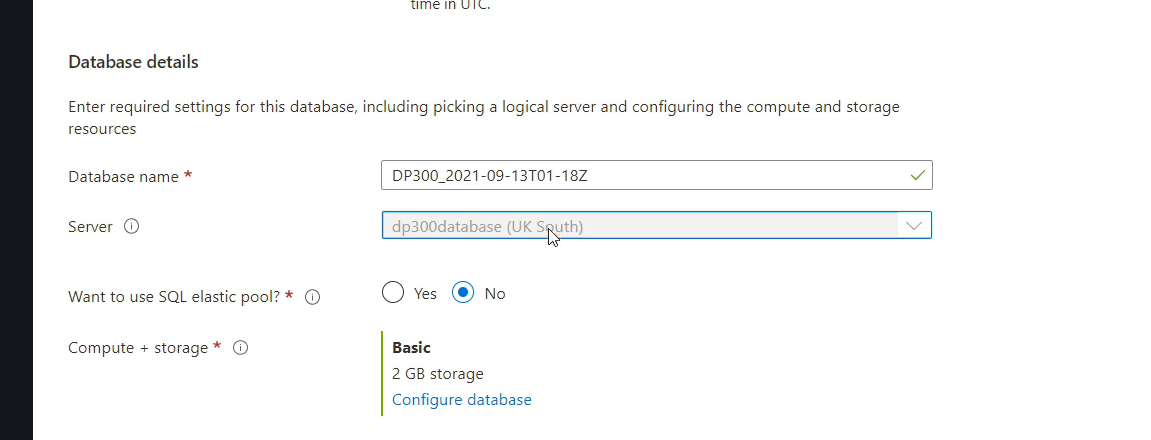 time in UTC.
Database details
Enter required settings for this database, including picking a logical server and configuring the compute and storage
resources
Database name *
DP300_2021-09-13T01-18Z
Server
dp300database (UK South)
Want to use SQL elastic pool? *
Yes
No
Compute + storage *
Basic
2 GB storage
Configure database